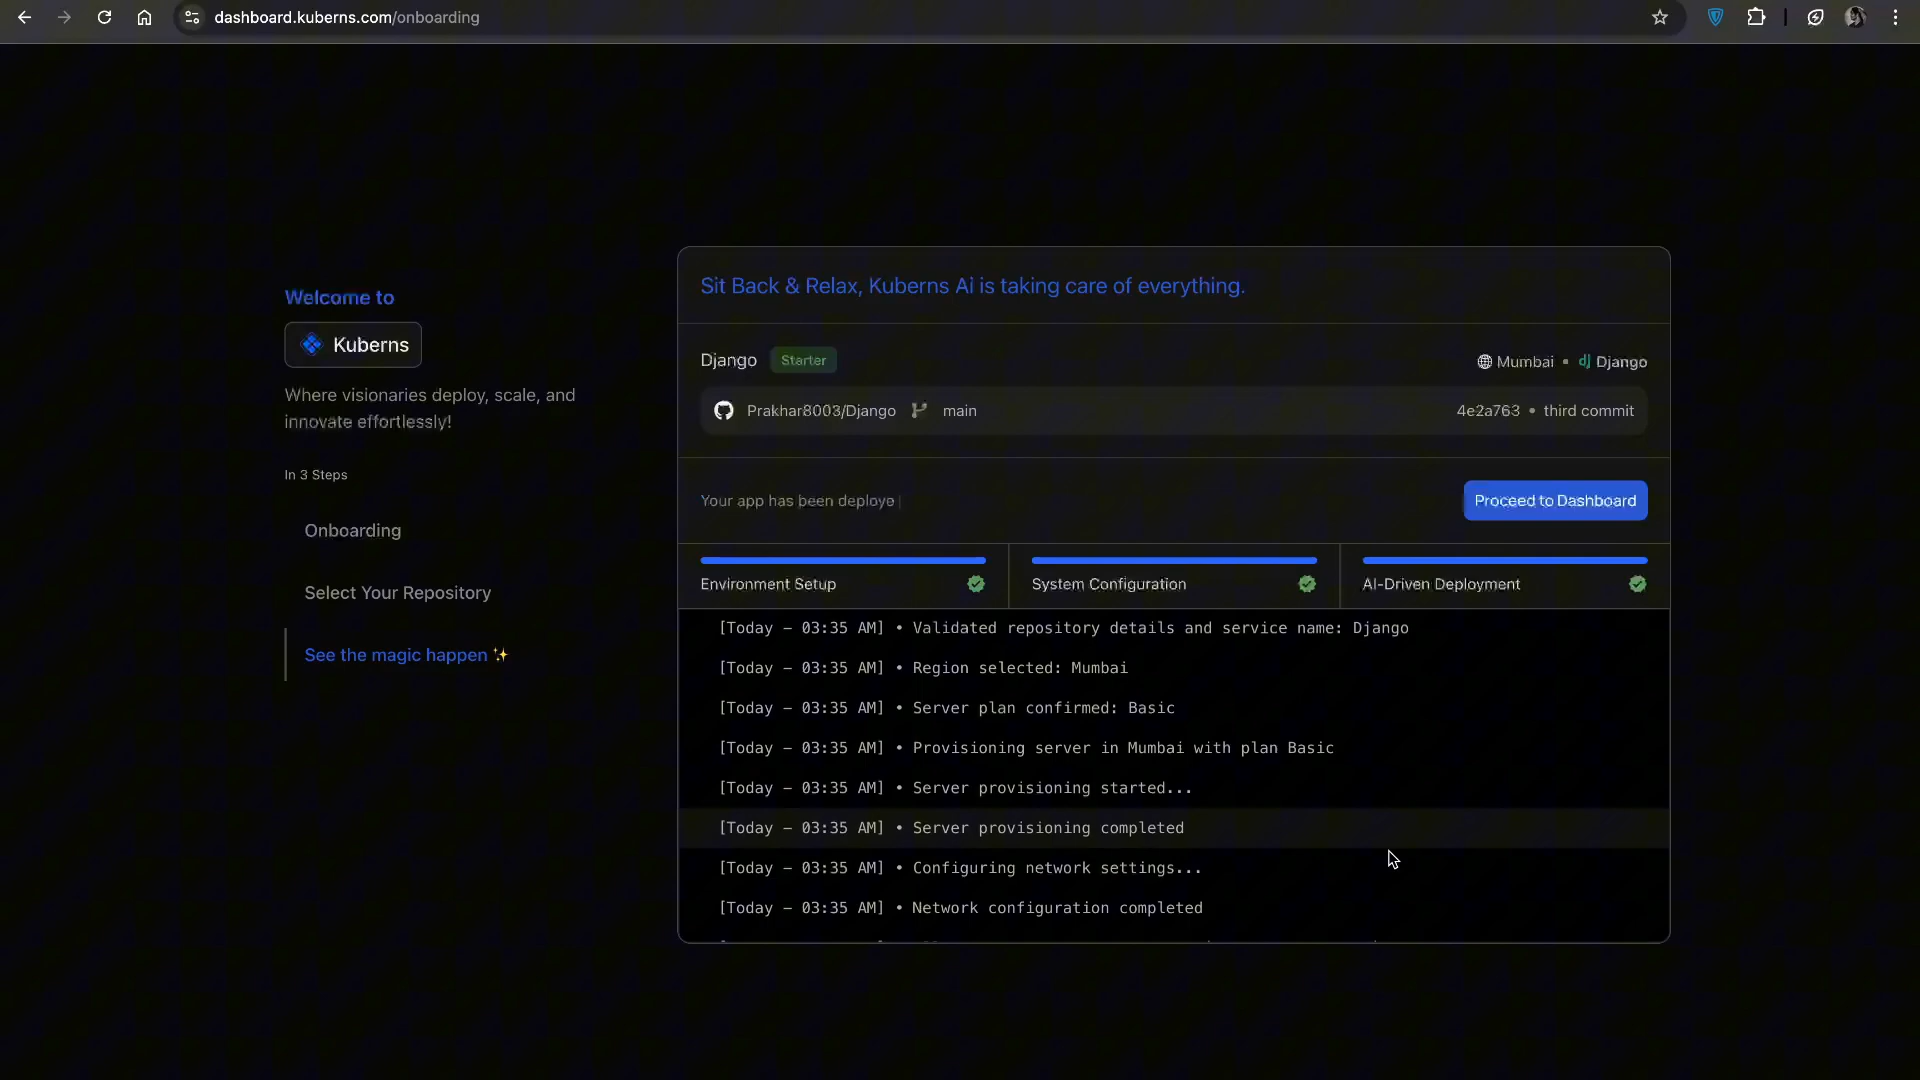 dashboard.kuberns.com/onboarding
Welcome to
Kuberns
Where visionaries deploy, scale, and
innovate effortlessly!
In 3 Steps
Onboarding
Select Your Repository
See the magic happen ✨
Sit Back & Relax, Kuberns Ai is taking care of everything.
Django Starter
Mumbai • dj Django
Prakhar8003/Django main
4e2a763 • third commit
Your app has been deploye|
Proceed to Dashboard
Environment Setup
System Configuration
AI-Driven Deployment
[Today – 03:35 AM] • Validated repository details and service name: Django
[Today – 03:35 AM] • Region selected: Mumbai
[Today – 03:35 AM] • Server plan confirmed: Basic
[Today – 03:35 AM] • Provisioning server in Mumbai with plan Basic
[Today – 03:35 AM] • Server provisioning started...
[Today – 03:35 AM] • Server provisioning completed
[Today – 03:35 AM] • Configuring network settings...
[Today – 03:35 AM] • Network configuration completed